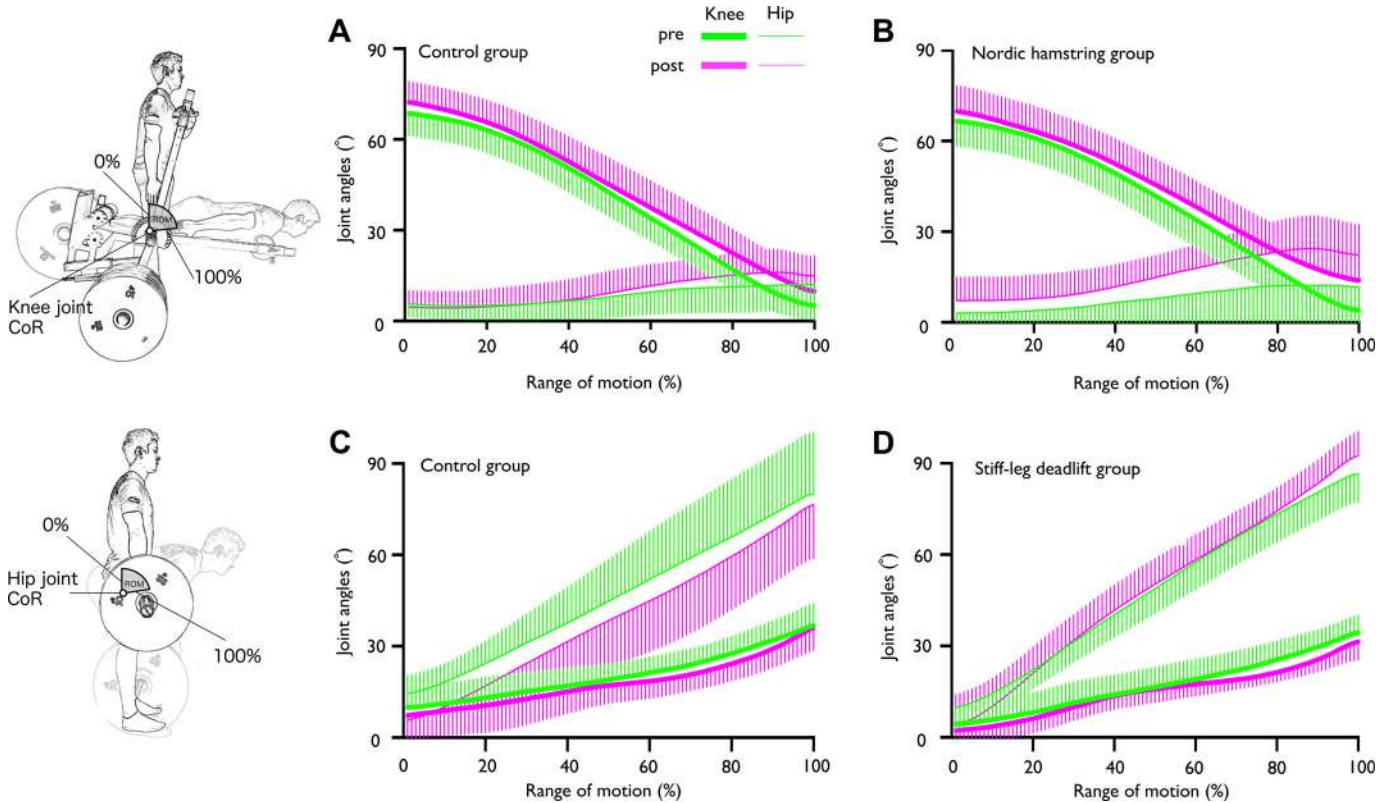 A
Control group
Knee Hip
pre
post
90
60
30
0
Joint angles (°)
0 20 40 60 80 100
Range of motion (%)
B
Nordic hamstring group
90
60
30
0
Joint angles (°)
0 20 40 60 80 100
Range of motion (%)
0%
ROM
100%
Knee joint
CoR
C
Control group
90
60
30
0
Joint angles (°)
0 20 40 60 80 100
Range of motion (%)
D
Stiff-leg deadlift group
90
60
30
0
Joint angles (°)
0 20 40 60 80 100
Range of motion (%)
0%
ROM
Hip joint
CoR
100%